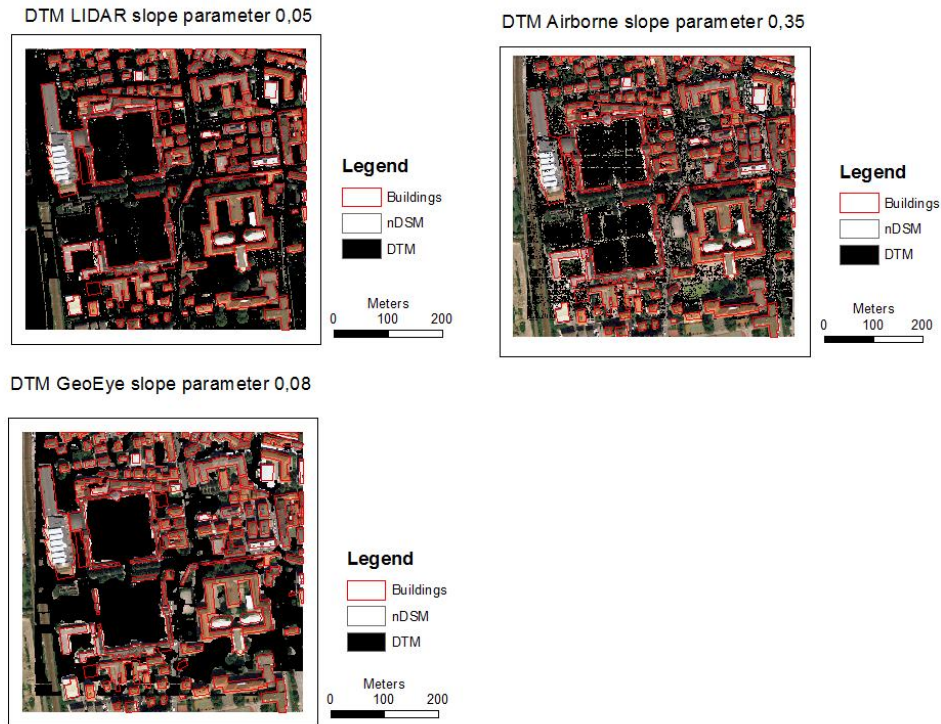 DTM LIDAR slope parameter 0,05
Legend
Buildings
nDSM
DTM
Meters
0 100 200
DTM Airborne slope parameter 0,35
Legend
Buildings
nDSM
DTM
Meters
0 100 200
DTM GeoEye slope parameter 0,08
Legend
Buildings
nDSM
DTM
Meters
0 100 200